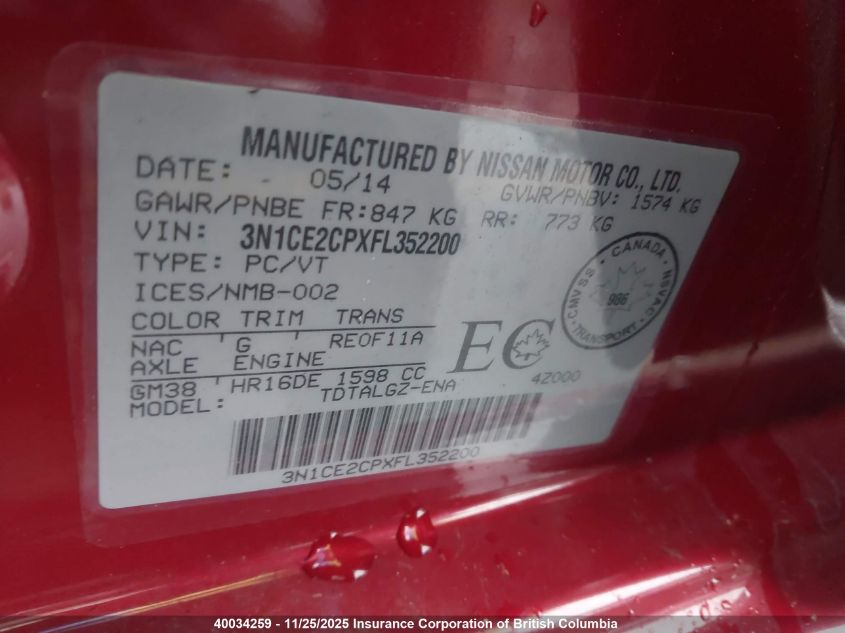 MANUFACTURED BY NISSAN MOTOR CO., LTD.
DATE: 05/14 GVWR/PNBV: 1574 KG
GAWR/PNBE FR:847 KG RR: 773 KG
VIN: 3N1CE2CPXFL352200
TYPE: PC/VT
ICES/NMB-002
COLOR TRIM TRANS
NAC G REOF11A
AXLE ENGINE
GM38 HR16DE 1598 CC
MODEL: TDTALGZ-ENA
EC
4Z000
CANADA
CMVSS NSVAC
986
TRANSPORT
3N1CE2CPXFL352200
40034259 - 11/25/2025 Insurance Corporation of British Columbia